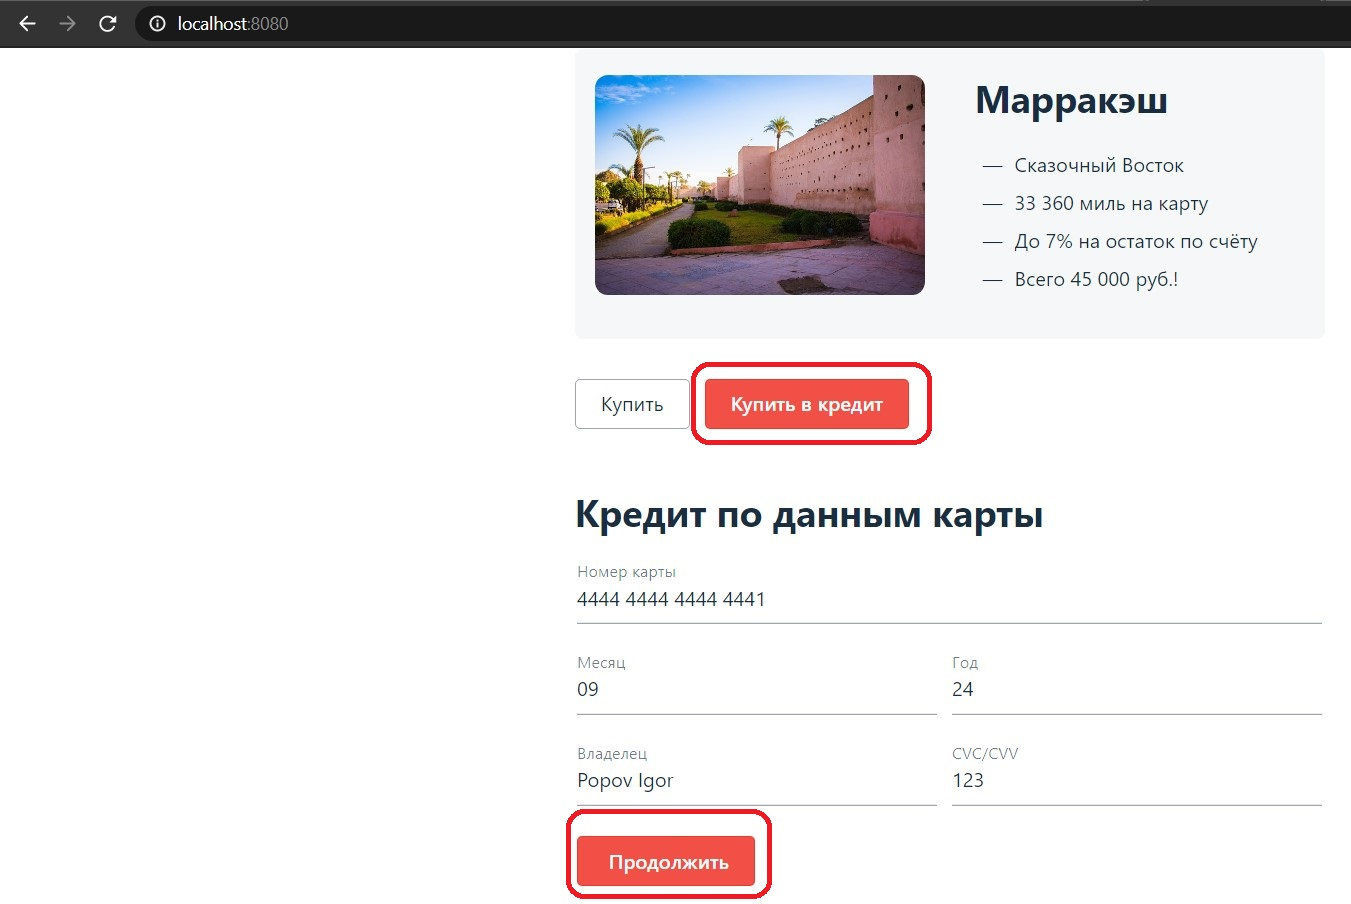 localhost:8080
Марракэш
— Сказочный Восток
— 33 360 миль на карту
— До 7% на остаток по счёту
— Всего 45 000 руб.!
Купить
Купить в кредит
Кредит по данным карты
Номер карты
4444 4444 4444 4441
Месяц
09
Год
24
Владелец
Popov Igor
CVC/CVV
123
Продолжить